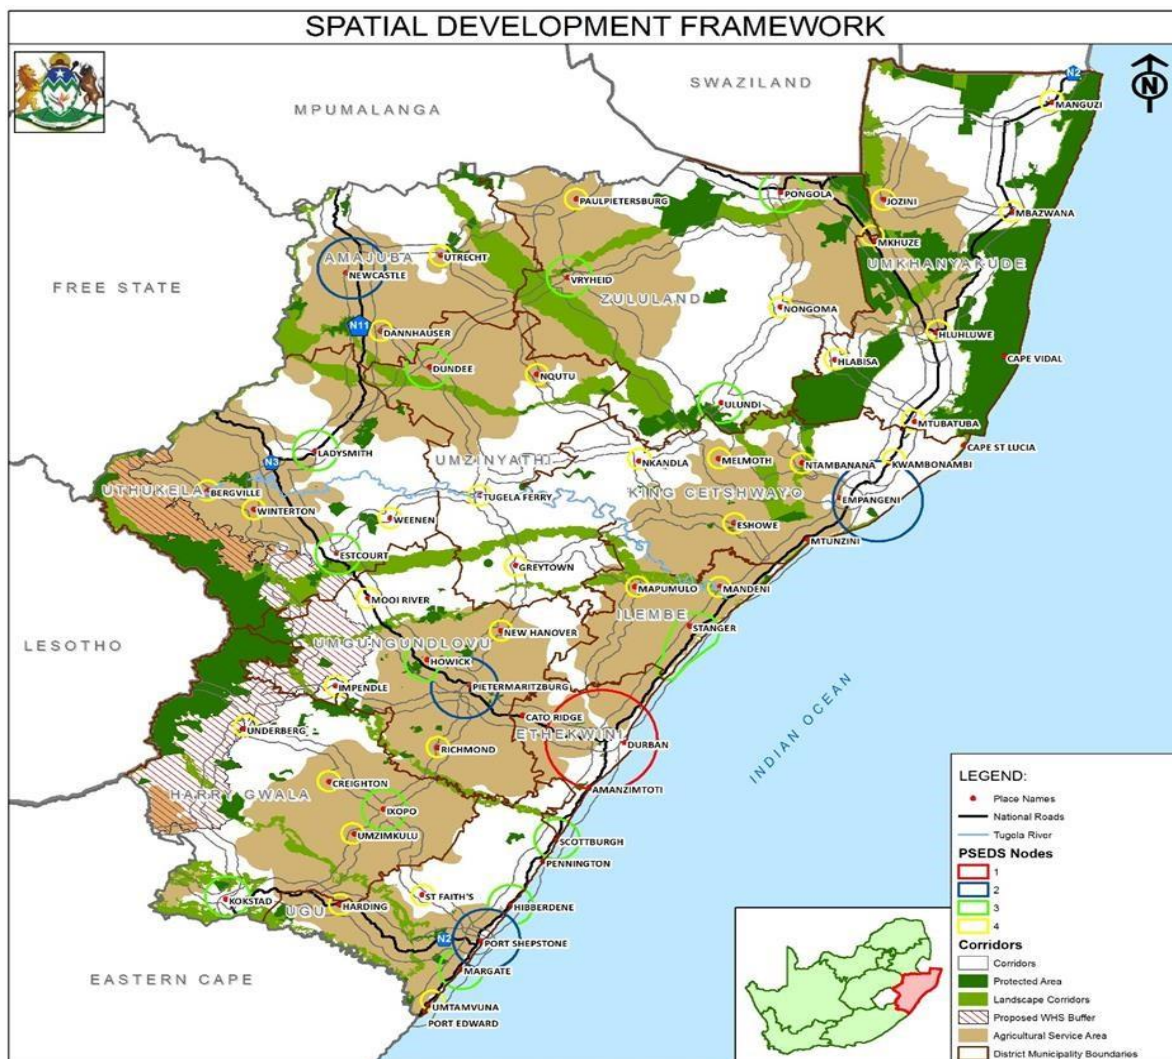 SPATIAL DEVELOPMENT FRAMEWORK
SWAZILAND
MPUMALANGA
N2
N
MANGUZI
PONGOLA
PAULPIETERSBURG
JOZINI
MBAZWANA
MKHUZE
UTRECHT
AMAJUBA
NEWCASTLE
UMKHANYAKUDE
FREE STATE
VRYHEID
ZULULAND
NONGOMA
N11
DANNHAUSER
HLUHLUWE
HLABISA
CAPE VIDAL
DUNDEE
NQUTU
ULUNDI
MTUBATUBA
CAPE ST LUCIA
LADYSMITH
N3
UMZINYATHI
NKANDLA
MELMOTH
NTAMBANANA
KWAMBONAMBI
UTHUKELA
BERGVILLE
TUGELA FERRY
KING CETSHWAYO
EMPANGENI
WINTERTON
WEENEN
ESHOWE
MTUNZINI
ESTCOURT
GREYTOWN
MAPUMULO
MANDENI
MOOI RIVER
ILEMBE
STANGER
NEW HANOVER
UMGUNGUNDLOVU
LESOTHO
HOWICK
IMPENDLE
PIETERMARITZBURG
CATO RIDGE
UNDERBERG
ETHEKWINI
DURBAN
RICHMOND
INDIAN OCEAN
CREIGHTON
AMANZIMTOTI
HARRY GWALA
IXOPO
UMZIMKULU
SCOTTBURGH
PENNINGTON
ST FAITH'S
KOKSTAD
HARDING
HIBBERDENE
UGU
N2
PORT SHEPSTONE
MARGATE
EASTERN CAPE
UMTAMVUNA
PORT EDWARD
LEGEND:
Place Names
National Roads
Tugela River
PSEDS Nodes
1
2
3
4
Corridors
Corridors
Protected Area
Landscape Corridors
Proposed WHS Buffer
Agricultural Service Area
District Municipality Boundaries